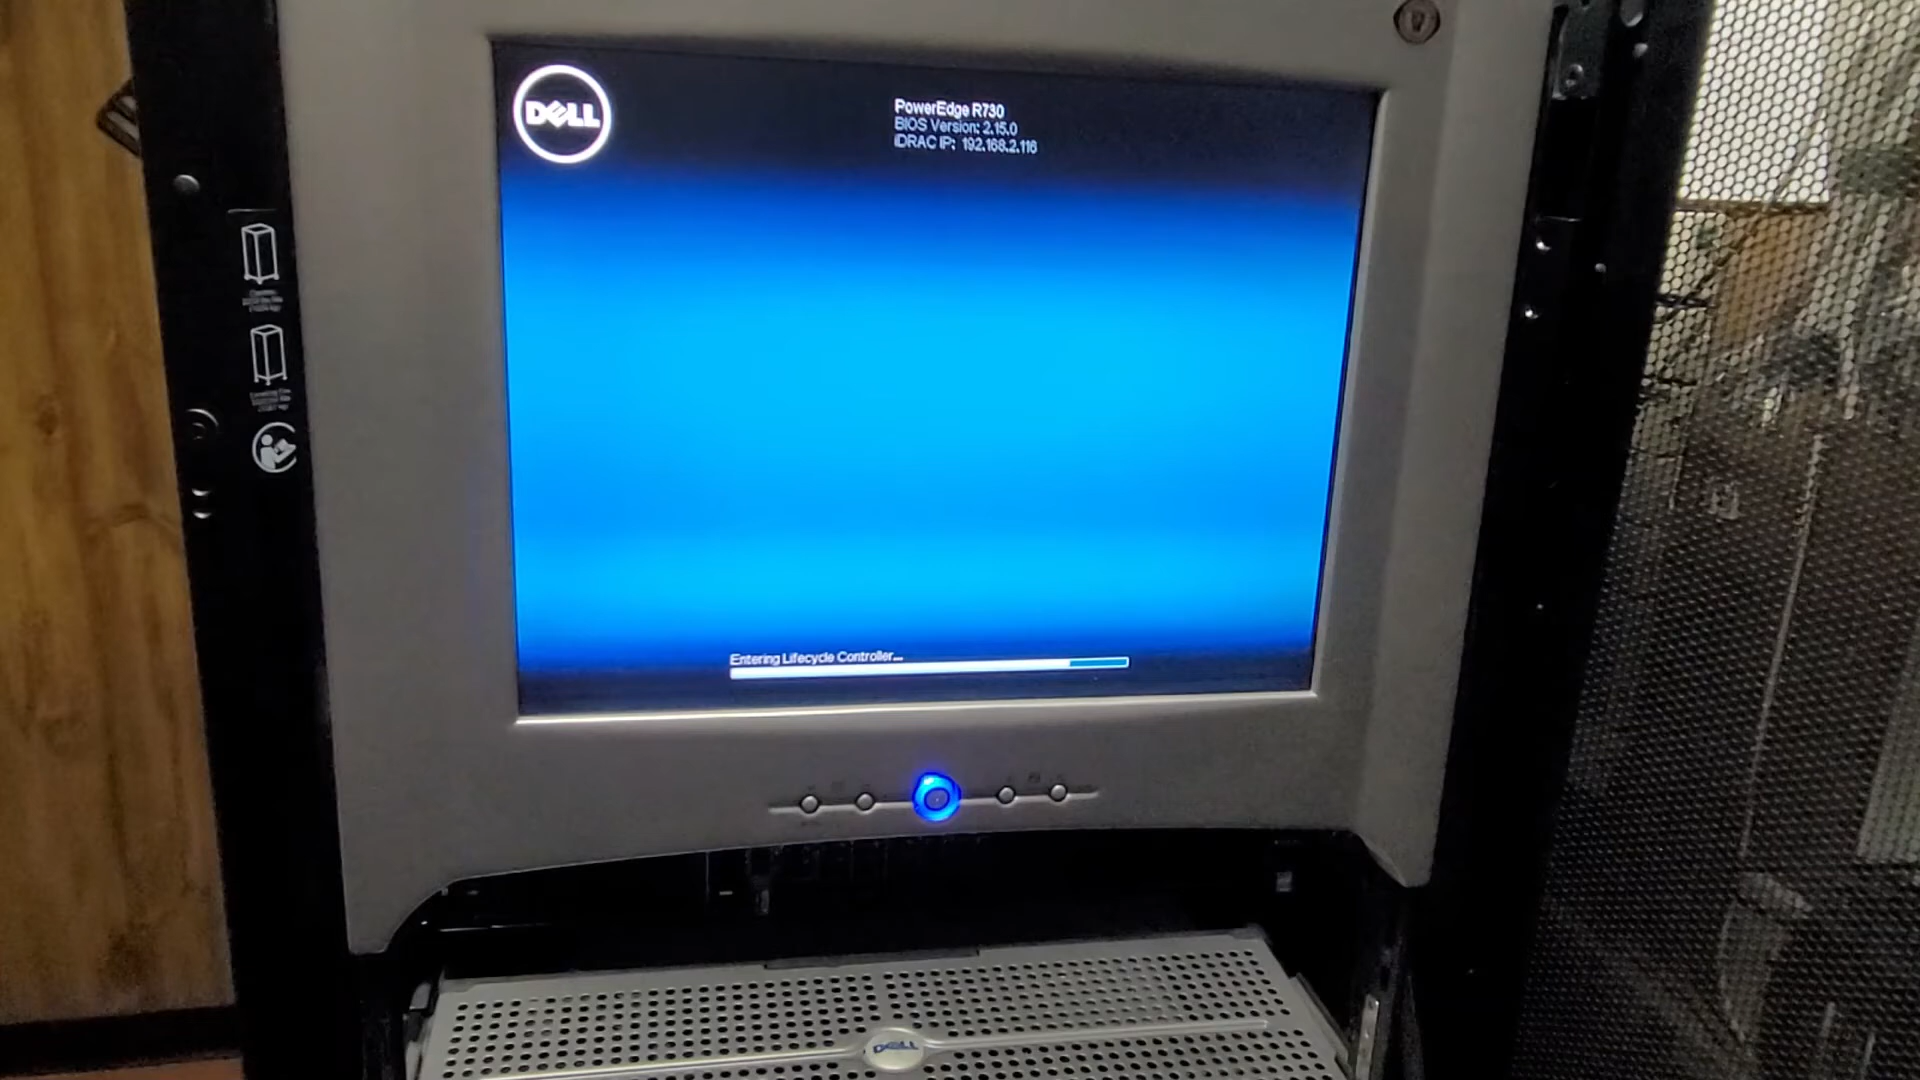 DELL
PowerEdge R730
BIOS Version: 2.15.0
iDRAC IP: 192.168.2.116
Entering Lifecycle Controller...
DELL